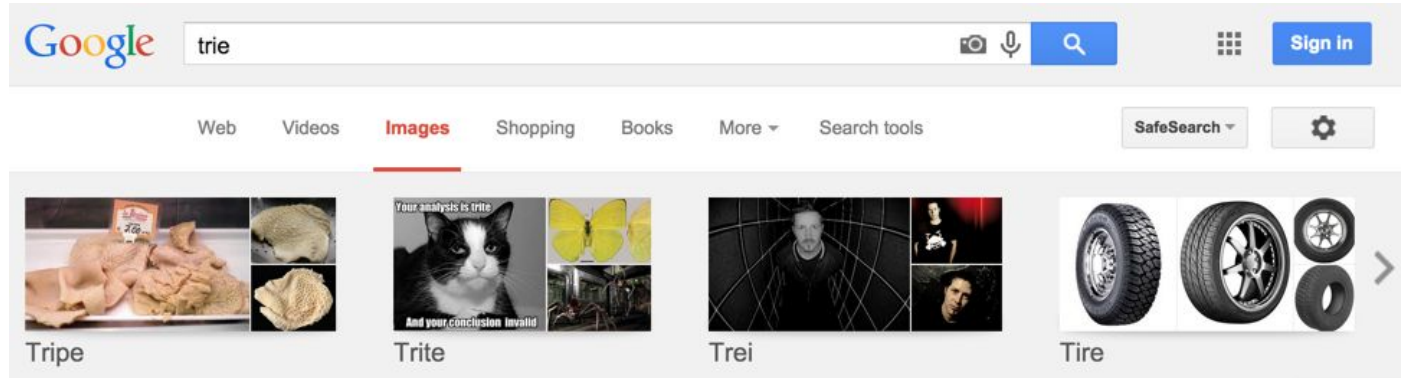 Google trie Sign in
Web Videos Images Shopping Books More Search tools SafeSearch
Your analysis is trite
And your conclusion invalid
Tripe Trite Trei Tire